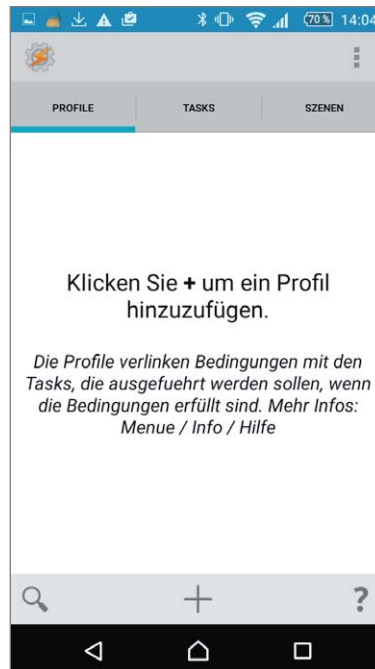 70% 14:04
PROFILE TASKS SZENEN
Klicken Sie + um ein Profil
hinzuzufügen.
Die Profile verlinken Bedingungen mit den
Tasks, die ausgefuehrt werden sollen, wenn
die Bedingungen erfüllt sind. Mehr Infos:
Menue / Info / Hilfe
?